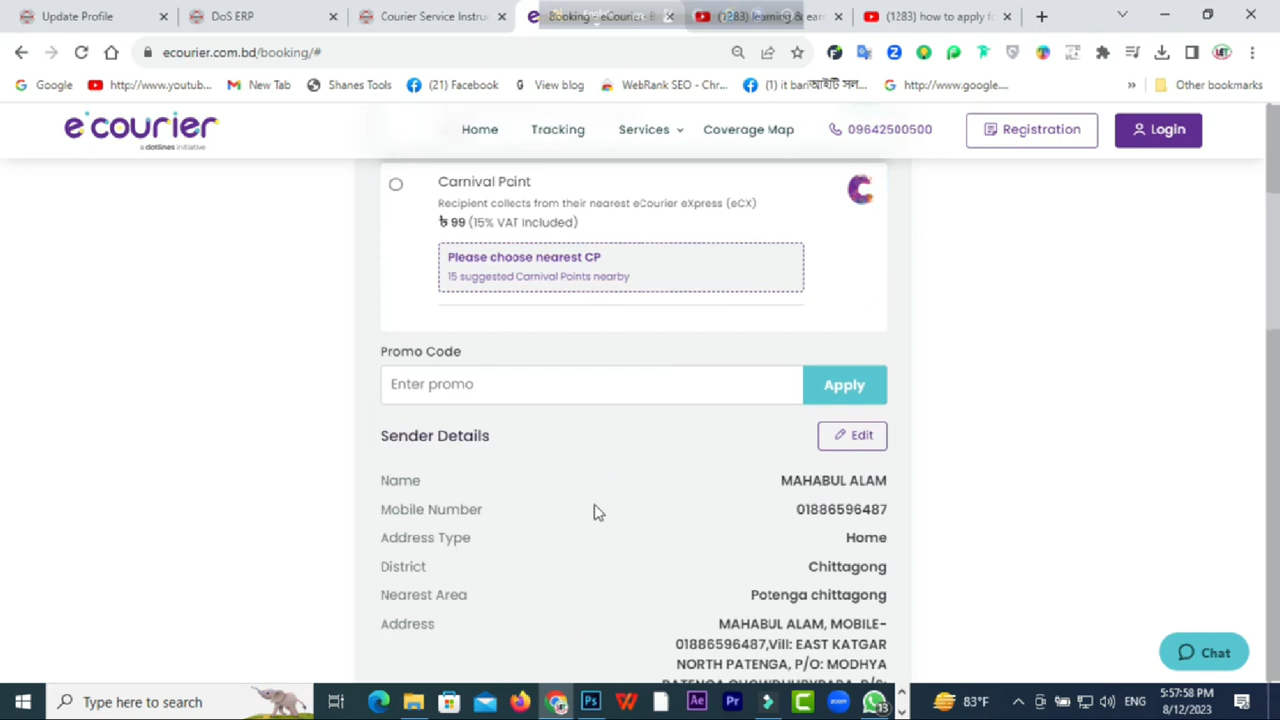 Update Profile
DoS ERP
Courier Service Instru
Booking - eCourier - B
(1283) learning & ear
(1283) how to apply f
ecourier.com.bd/booking/#
Google
http://www.youtub...
New Tab
Shanes Tools
(21) Facebook
View blog
WebRank SEO - Chr...
(1) it banআইটি সল...
http://www.google....
»
Other bookmarks
e'courier
a dotlines initiative
Home
Tracking
Services
Coverage Map
09642500500
Registration
Login
Carnival Point
Recipient collects from their nearest eCourier eXpress (eCX)
৳ 99 (15% VAT Included)
Please choose nearest CP
15 suggested Carnival Points nearby
Promo Code
Enter promo
Apply
Sender Details
Edit
Name MAHABUL ALAM
Mobile Number 01886596487
Address Type Home
District Chittagong
Nearest Area Potenga chittagong
Address MAHABUL ALAM, MOBILE-
01886596487,Vill: EAST KATGAR
NORTH PATENGA, P/O: MODHYA
Chat
Type here to search
83°F
ENG
5:57:58 PM
8/12/2023